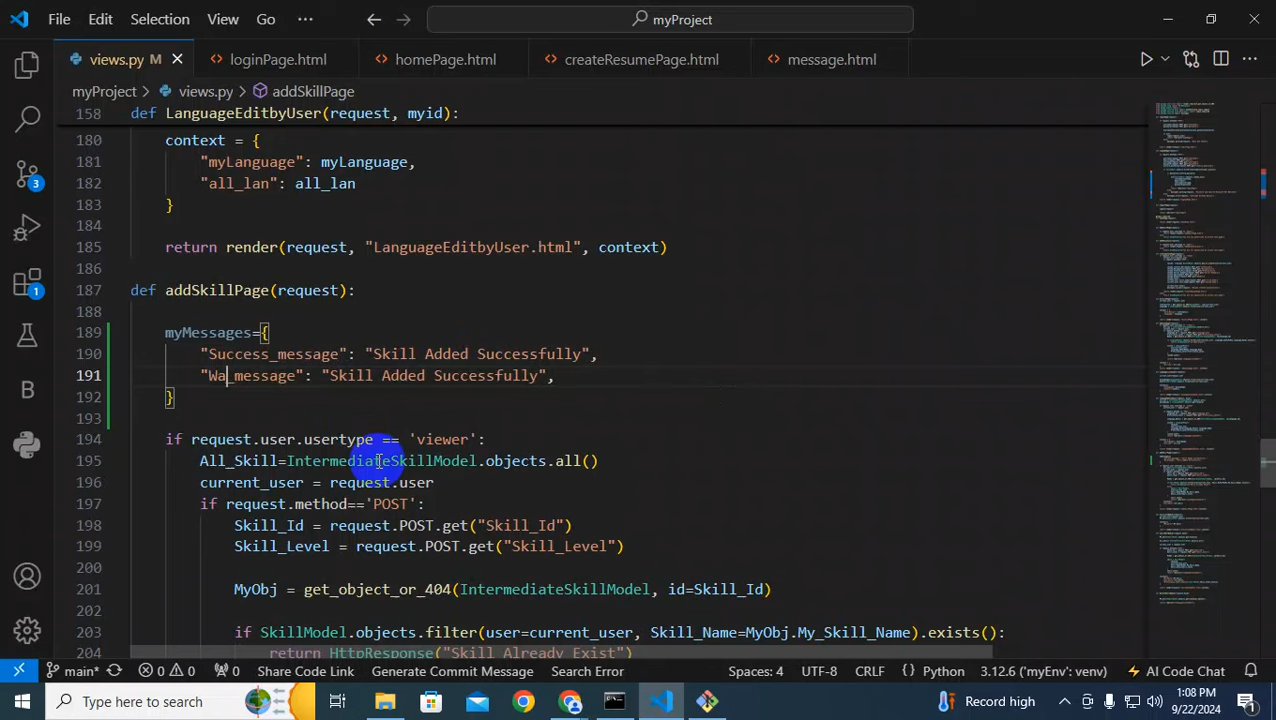 File Edit Selection View Go ··· myProject
views.py M loginPage.html homePage.html createResumePage.html message.html
myProject > views.py > addSkillPage
158 def LanguageEditbyUser(request, myid):
180 context = {
181 "myLanguage": myLanguage,
182 "all_lan": all_lan
183 }
184
185 return render(request, "LanguageEditbyUser.html", context)
186
187 def addSkillPage(request):
188
189 myMessages={
190 "Success_message": "Skill Added Successfully",
191 "Wa_message": "Skill Added Successfully",
192 }
193
194 if request.user.usertype == 'viewer':
195 All_Skill=IntermediateSkillModel.objects.all()
196 current_user = request.user
197 if request.method=='POST':
198 Skill_Id = request.POST.get("Skill_Id")
199 Skill_Level = request.POST.get("Skill_Level")
200
201 MyObj = get_object_or_404(IntermediateSkillModel, id=Skill_Id)
202
203 if SkillModel.objects.filter(user=current_user, Skill_Name=MyObj.My_Skill_Name).exists():
204 return HttpResponse("Skill Already Exist")
main* 0 0 0 Link Code GPT Generate Commit Message Search Error Spaces: 4 UTF-8 CRLF Python 3.12.6 ('myEnv': venv) AI Code Chat
Type here to search Record high 1:08 PM
9/22/2024